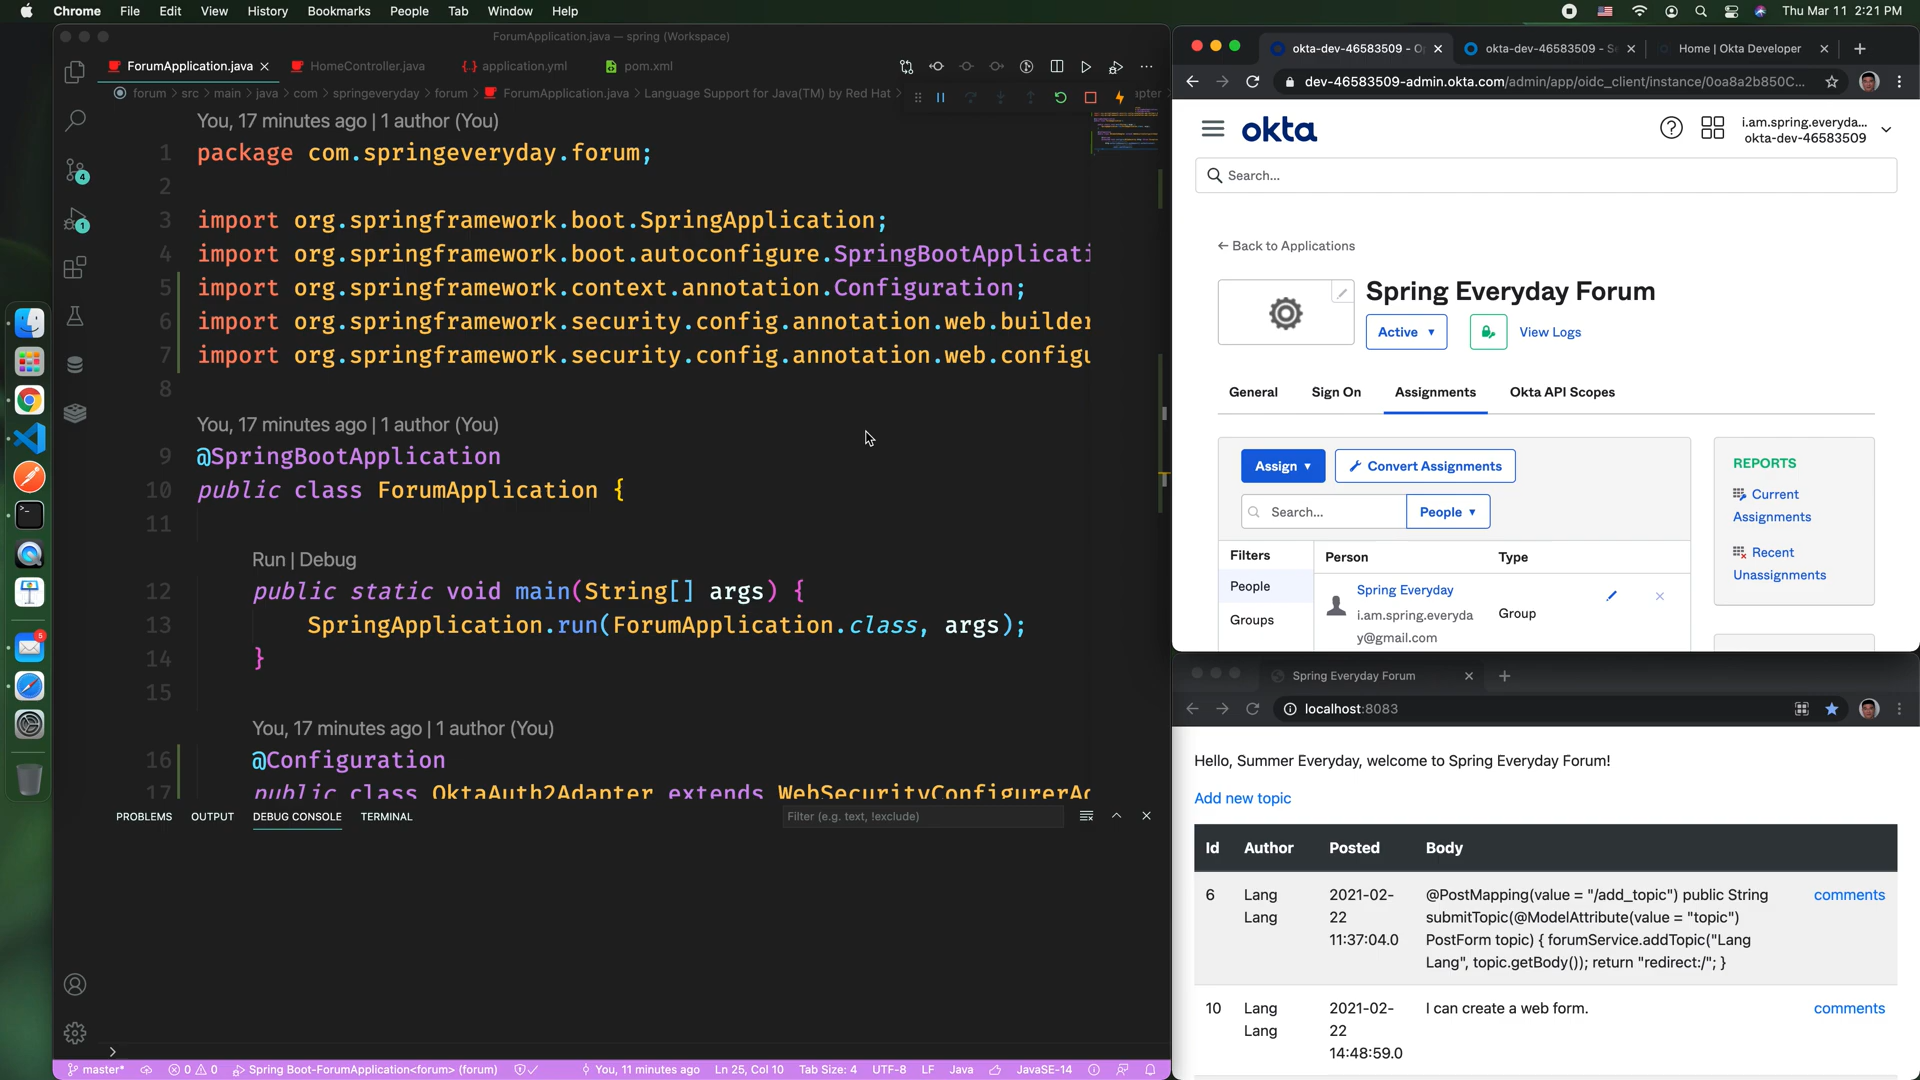 Chrome File Edit View History Bookmarks People Tab Window Help
Thu Mar 11 2:21 PM
ForumApplication.java — spring (Workspace)
ForumApplication.java HomeController.java application.yml pom.xml
forum > src > main > java > com > springeveryday > forum > ForumApplication.java > Language Support for Java(TM) by Red Hat >
You, 17 minutes ago | 1 author (You)
1 package com.springeveryday.forum;
2
3 import org.springframework.boot.SpringApplication;
4 import org.springframework.boot.autoconfigure.SpringBootApplicati
5 import org.springframework.context.annotation.Configuration;
6 import org.springframework.security.config.annotation.web.builder
7 import org.springframework.security.config.annotation.web.configu
8
You, 17 minutes ago | 1 author (You)
9 @SpringBootApplication
10 public class ForumApplication {
11
Run | Debug
12 public static void main(String[] args) {
13 SpringApplication.run(ForumApplication.class, args);
14 }
15
You, 17 minutes ago | 1 author (You)
16 @Configuration
17 public class OktaAuth2Adapter extends WebSecurityConfigurerAd
PROBLEMS OUTPUT DEBUG CONSOLE TERMINAL
Filter (e.g. text, !exclude)
4
1
5
master* 0 0 Spring Boot-ForumApplication<forum> (forum) You, 11 minutes ago Ln 25, Col 10 Tab Size: 4 UTF-8 LF Java JavaSE-14
okta-dev-46583509 - O okta-dev-46583509 - S Home | Okta Developer
dev-46583509-admin.okta.com/admin/app/oidc_client/instance/0oa8a2b850C...
okta
i.am.spring.everyda...
okta-dev-46583509
Search...
← Back to Applications
Spring Everyday Forum
Active ▼ View Logs
General Sign On Assignments Okta API Scopes
Assign ▼ Convert Assignments
Search... People ▼
Filters Person Type
People
Groups
Spring Everyday
i.am.spring.everyda
y@gmail.com
Group
REPORTS
Current
Assignments
Recent
Unassignments
Spring Everyday Forum
localhost:8083
Hello, Summer Everyday, welcome to Spring Everyday Forum!
Add new topic
Id Author Posted Body
6 Lang 2021-02- @PostMapping(value = "/add_topic") public String comments
Lang 22 submitTopic(@ModelAttribute(value = "topic")
11:37:04.0 PostForm topic) { forumService.addTopic("Lang
Lang", topic.getBody()); return "redirect:/"; }
10 Lang 2021-02- I can create a web form. comments
Lang 22
14:48:59.0